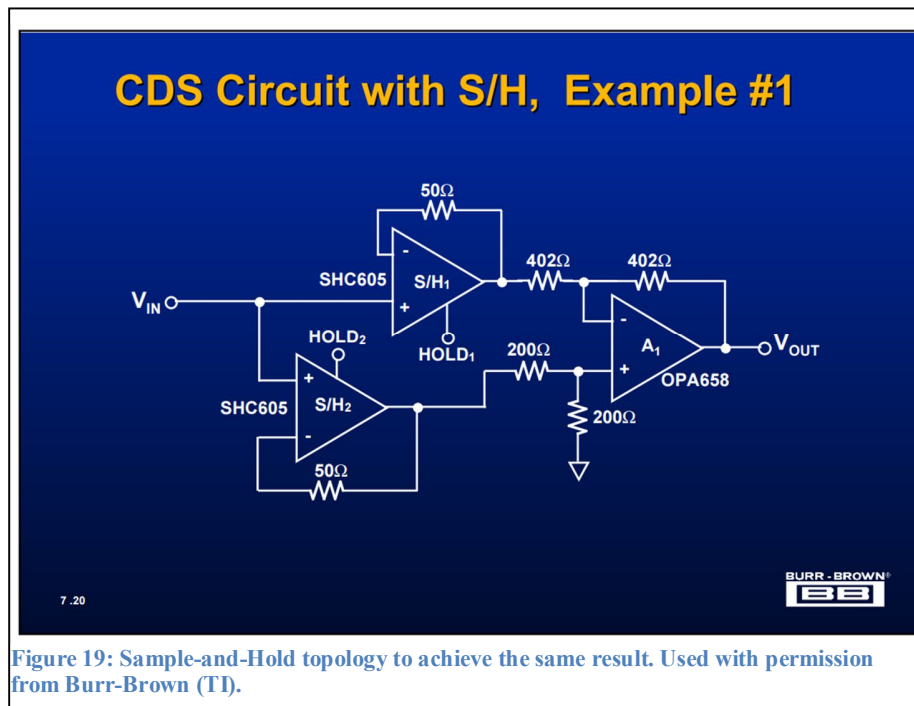 CDS Circuit with S/H, Example #1
50Ω
SHC605
-
S/H1
+
HOLD1
402Ω
402Ω
VIN
HOLD2
SHC605
+
S/H2
-
50Ω
200Ω
200Ω
-
A1
+
OPA658
VOUT
BURR-BROWN®
BB
7.20
Figure 19: Sample-and-Hold topology to achieve the same result. Used with permission
from Burr-Brown (TI).